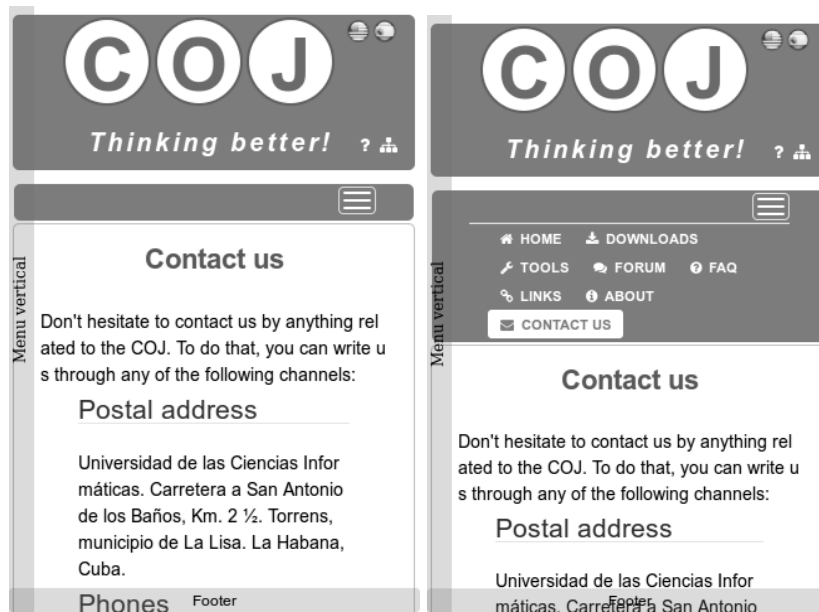 COJ
Thinking better! ?
Menu vertical
Contact us
Don't hesitate to contact us by anything rel
ated to the COJ. To do that, you can write u
s through any of the following channels:
Postal address
Universidad de las Ciencias Infor
máticas. Carretera a San Antonio
de los Baños, Km. 2 ½. Torrens,
municipio de La Lisa. La Habana,
Cuba.
Phones
Footer
COJ
Thinking better! ?
HOME DOWNLOADS
TOOLS FORUM FAQ
LINKS ABOUT
CONTACT US
Menu vertical
Contact us
Don't hesitate to contact us by anything rel
ated to the COJ. To do that, you can write u
s through any of the following channels:
Postal address
Universidad de las Ciencias Infor
máticas. Carretera a San Antonio
Footer